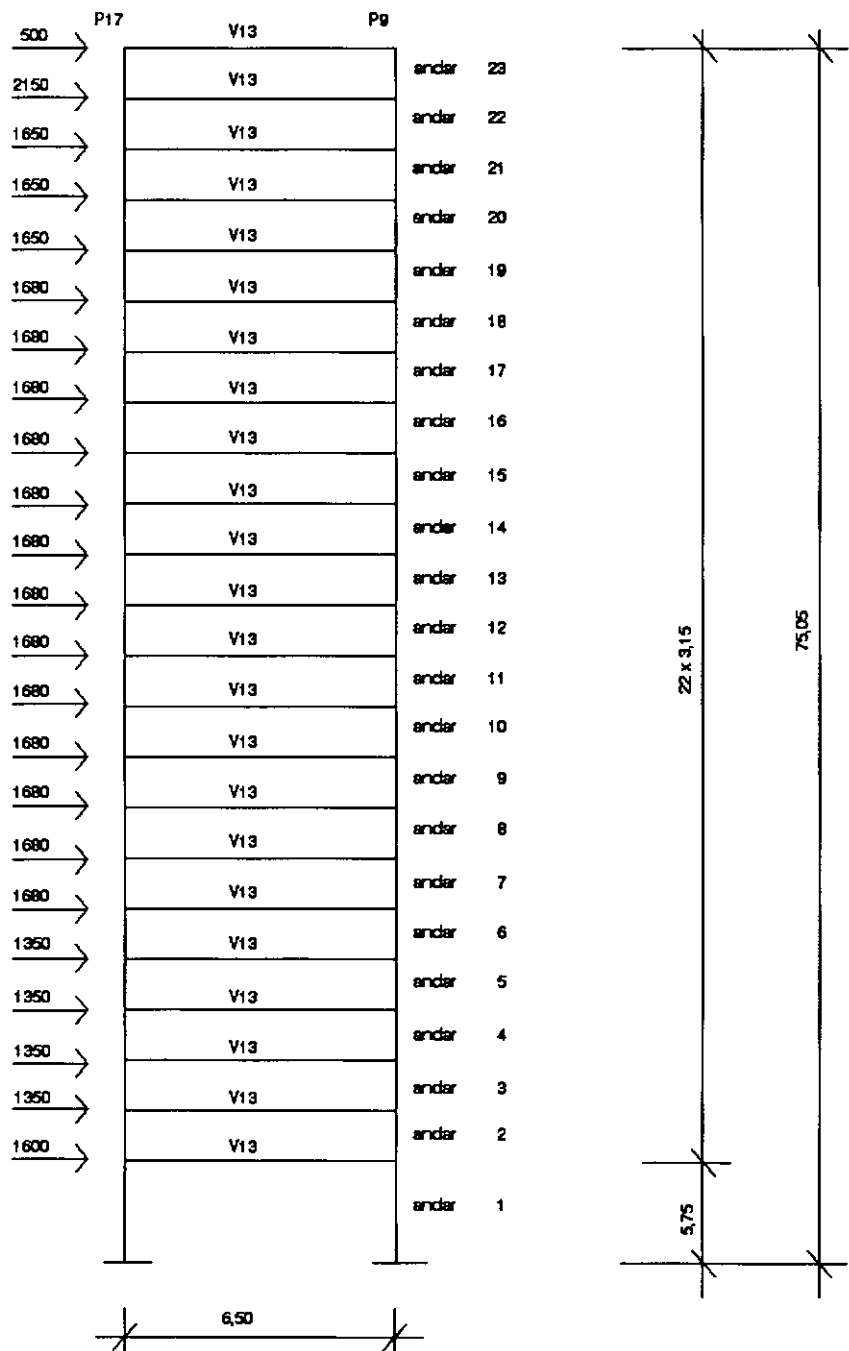 P17 V13 P9
500
andar 23
2150 V13
andar 22
1650 V13
andar 21
1650 V13
andar 20
1650 V13
andar 19
1680 V13
andar 18
1680 V13
andar 17
1680 V13
andar 16
1680 V13
andar 15
1680 V13
andar 14
1680 V13
andar 13
1680 V13
andar 12
1680 V13
andar 11
1680 V13
andar 10
1680 V13
andar 9
1680 V13
andar 8
1680 V13
andar 7
1680 V13
andar 6
1350 V13
andar 5
1350 V13
andar 4
1350 V13
andar 3
1350 V13
andar 2
1600 V13
andar 1
22 x 3,15
75,05
5,75
6,50